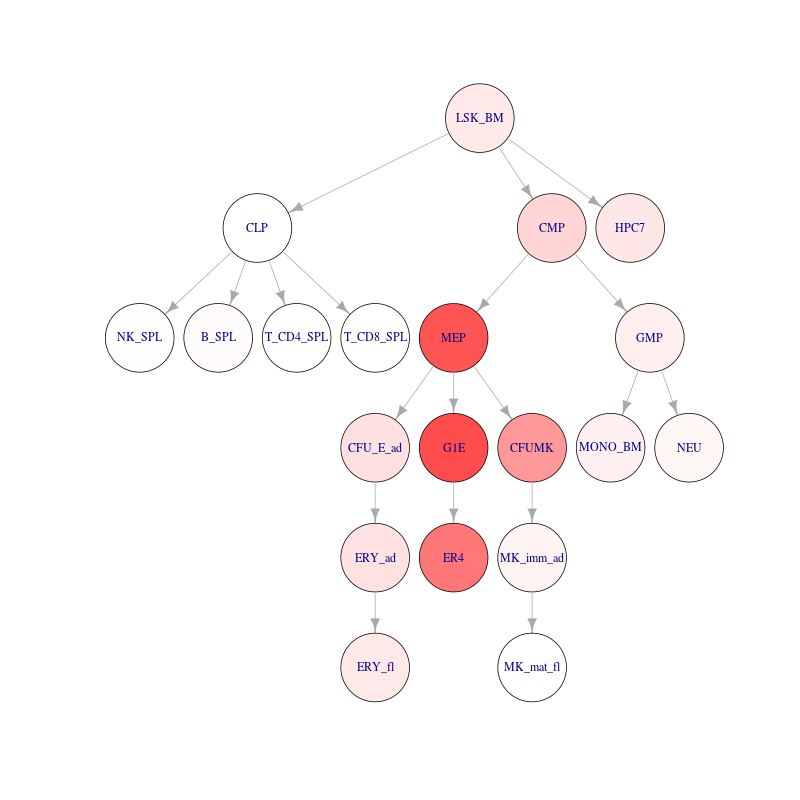 LSK_BM
CLP
CMP
HPC7
NK_SPL
B_SPL
T_CD4_SPL
T_CD8_SPL
MEP
GMP
CFU_E_ad
G1E
CFUMK
MONO_BM
NEU
ERY_ad
ER4
MK_imm_ad
ERY_fl
MK_mat_fl